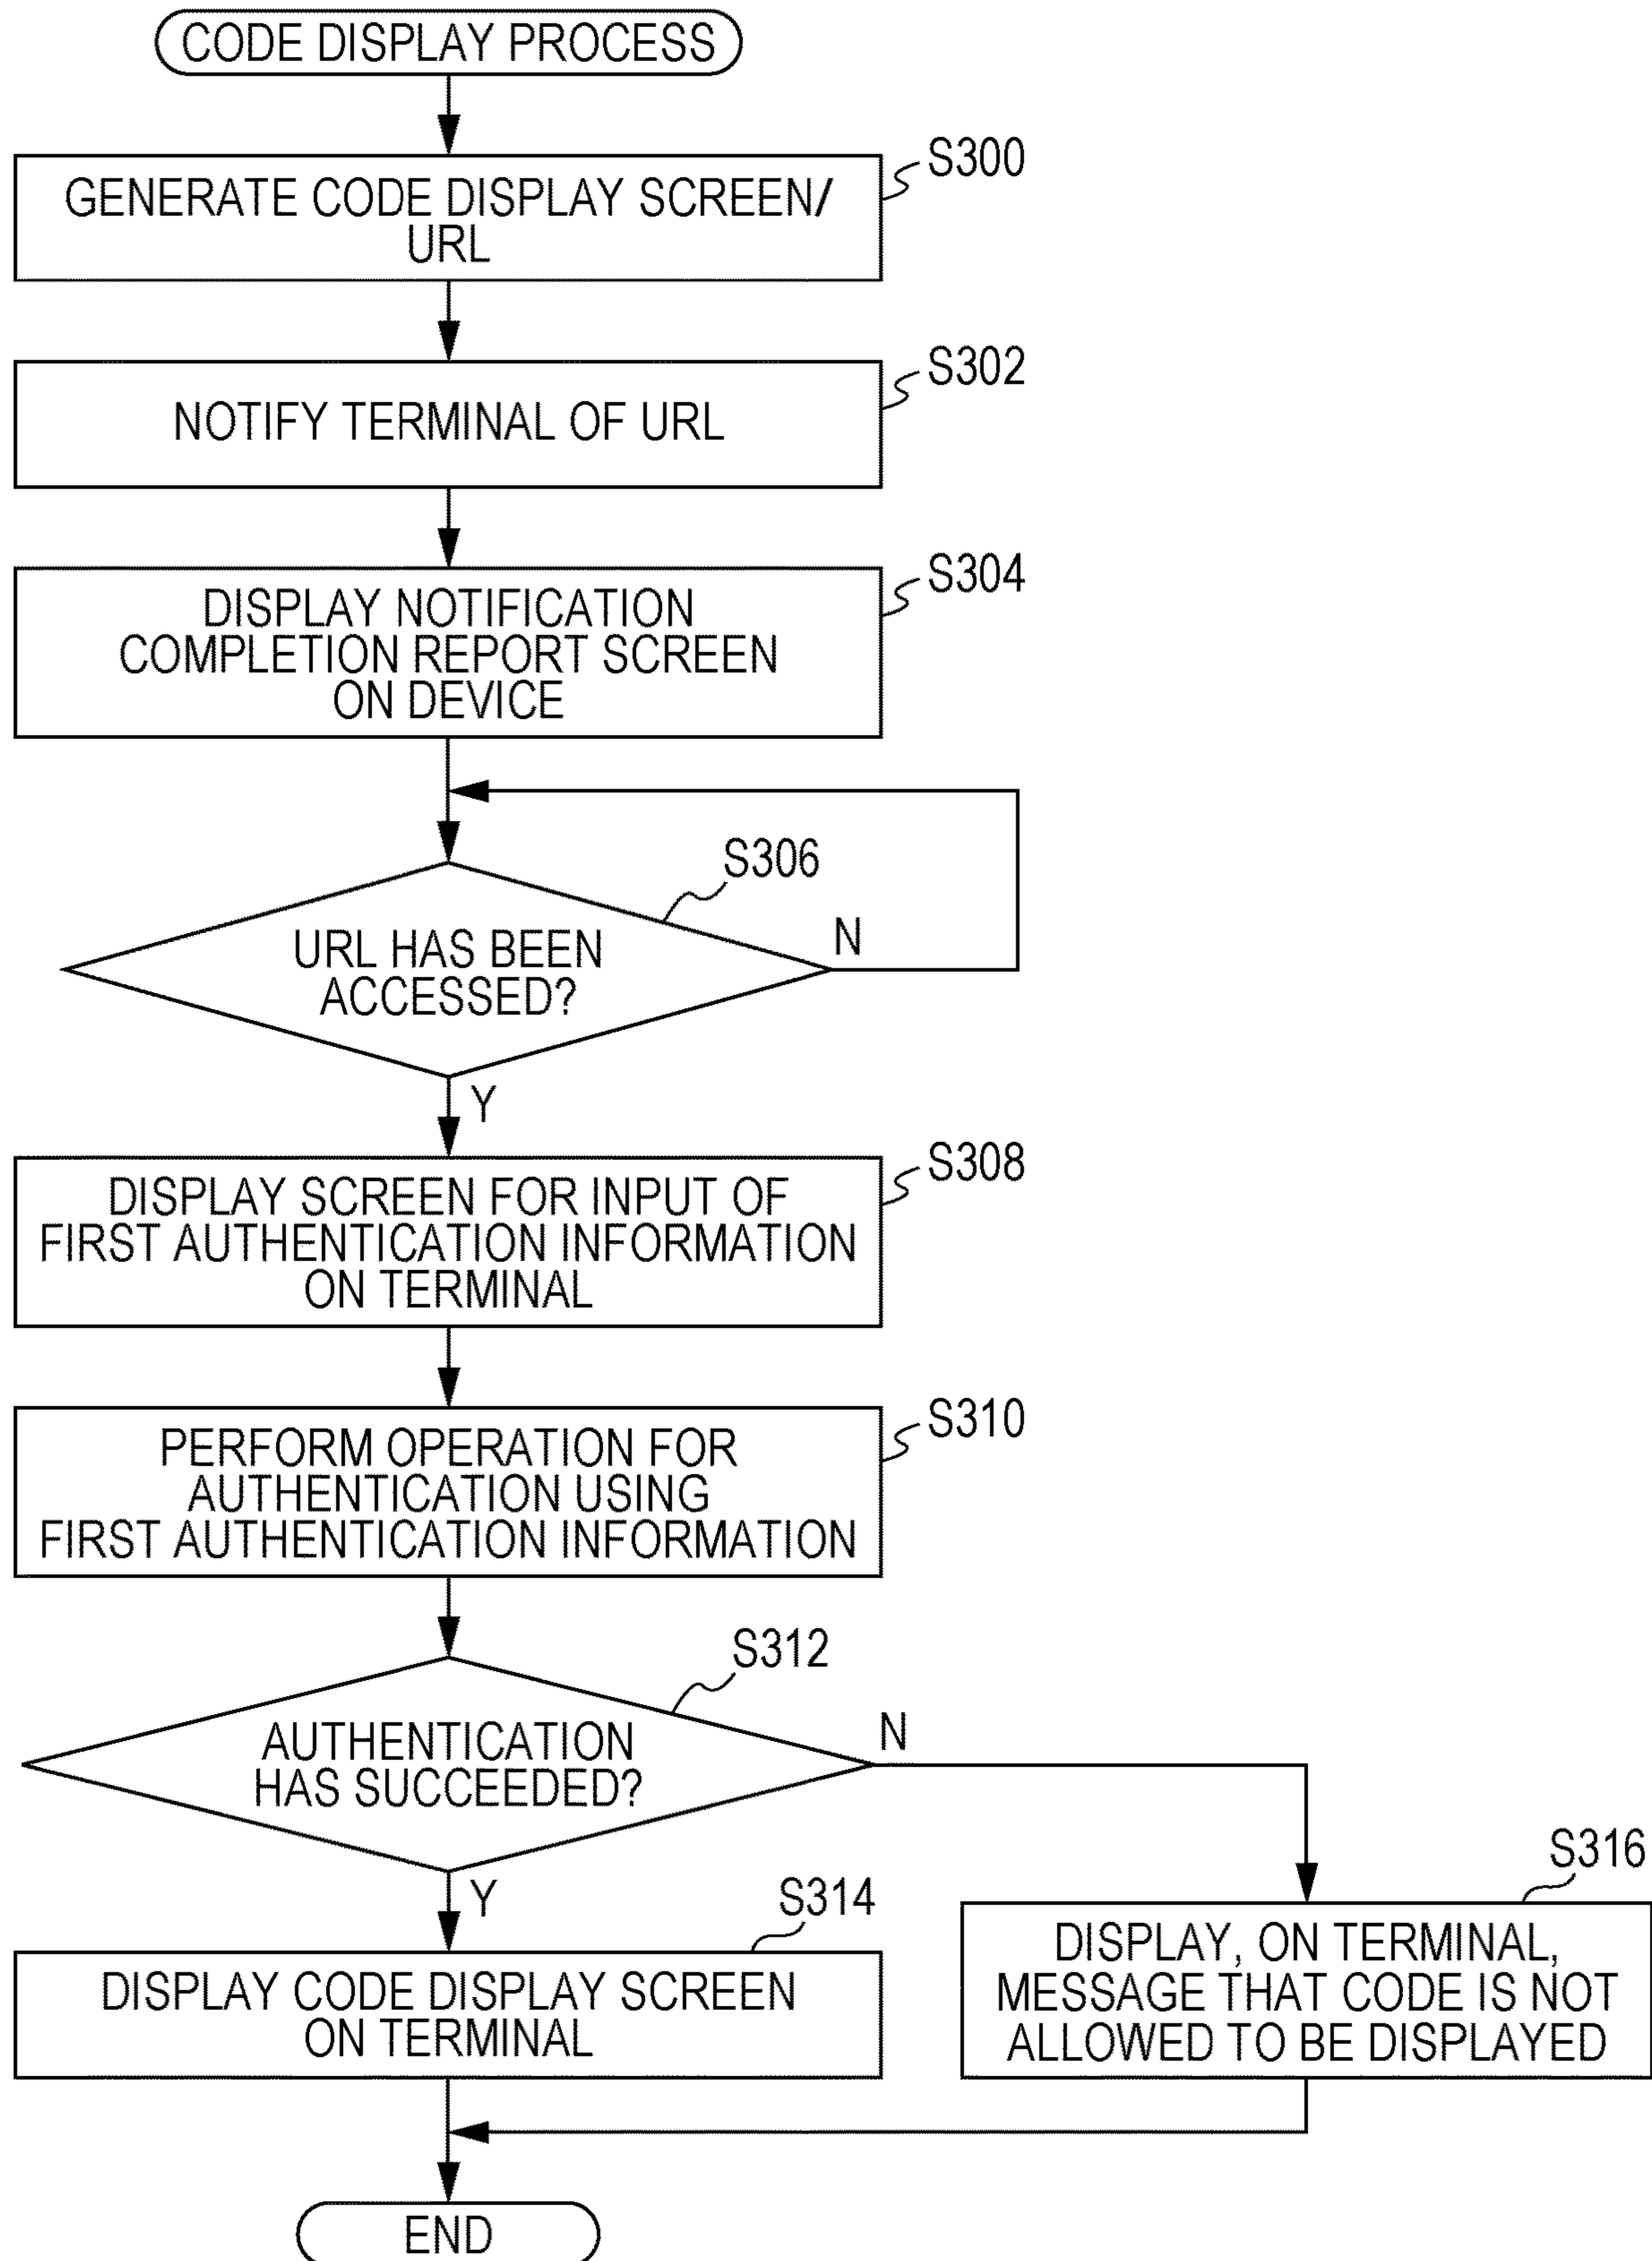 CODE DISPLAY PROCESS
S300
GENERATE CODE DISPLAY SCREEN/
URL
S302
NOTIFY TERMINAL OF URL
S304
DISPLAY NOTIFICATION
COMPLETION REPORT SCREEN
ON DEVICE
S306
URL HAS BEEN
ACCESSED?
N
Y
S308
DISPLAY SCREEN FOR INPUT OF
FIRST AUTHENTICATION INFORMATION
ON TERMINAL
S310
PERFORM OPERATION FOR
AUTHENTICATION USING
FIRST AUTHENTICATION INFORMATION
S312
AUTHENTICATION
HAS SUCCEEDED?
N
Y
S314
DISPLAY CODE DISPLAY SCREEN
ON TERMINAL
S316
DISPLAY, ON TERMINAL,
MESSAGE THAT CODE IS NOT
ALLOWED TO BE DISPLAYED
END